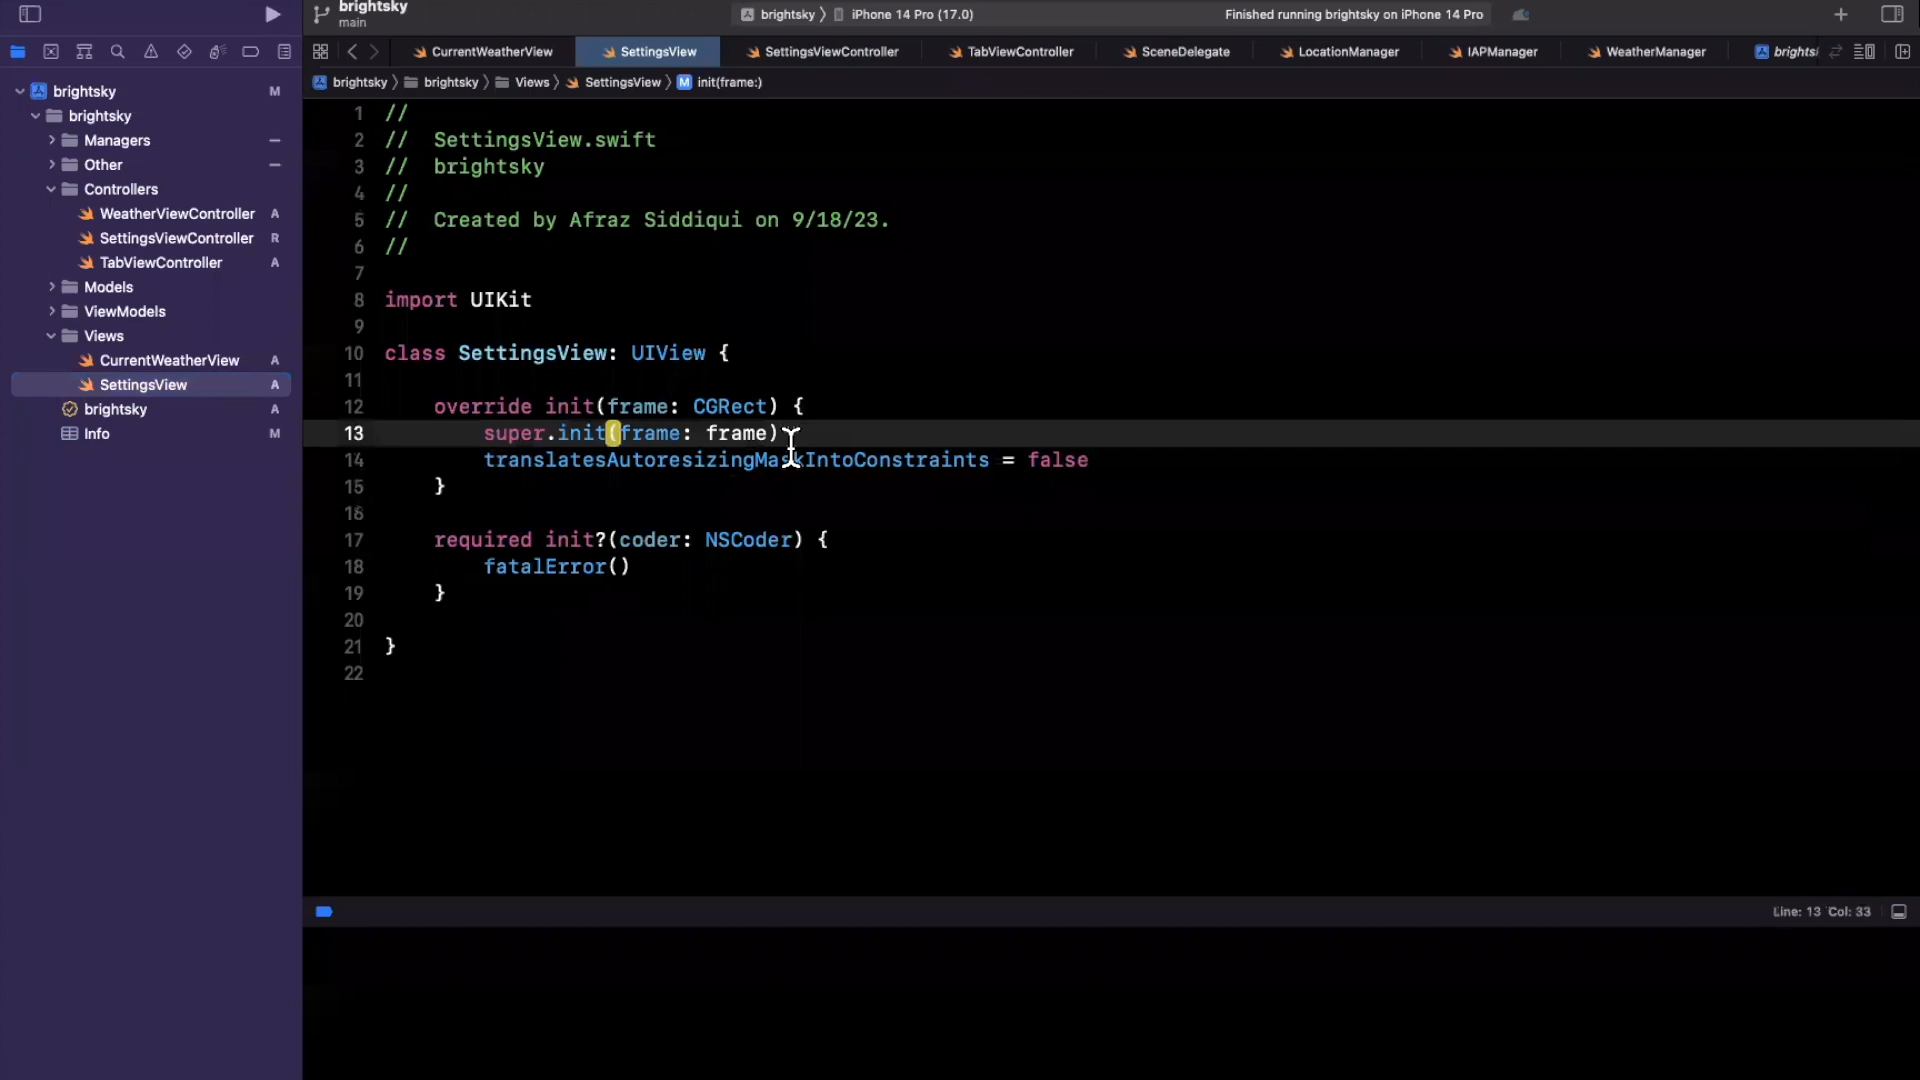 brightsky
main
brightsky
iPhone 14 Pro (17.0)
Finished running brightsky on iPhone 14 Pro
CurrentWeatherView
SettingsView
SettingsViewController
TabViewController
SceneDelegate
LocationManager
IAPManager
WeatherManager
brights
brightsky
brightsky
Views
SettingsView
M
init(frame:)
brightsky M
brightsky
Managers
Other
Controllers
WeatherViewController A
SettingsViewController R
TabViewController A
Models
ViewModels
Views
CurrentWeatherView A
SettingsView A
brightsky A
Info M
1 //
2 //  SettingsView.swift
3 //  brightsky
4 //
5 //  Created by Afraz Siddiqui on 9/18/23.
6 //
7
8 import UIKit
9
10 class SettingsView: UIView {
11
12     override init(frame: CGRect) {
13         super.init(frame: frame)
14         translatesAutoresizingMaskIntoConstraints = false
15     }
16
17     required init?(coder: NSCoder) {
18         fatalError()
19     }
20
21 }
22
Line: 13 Col: 33